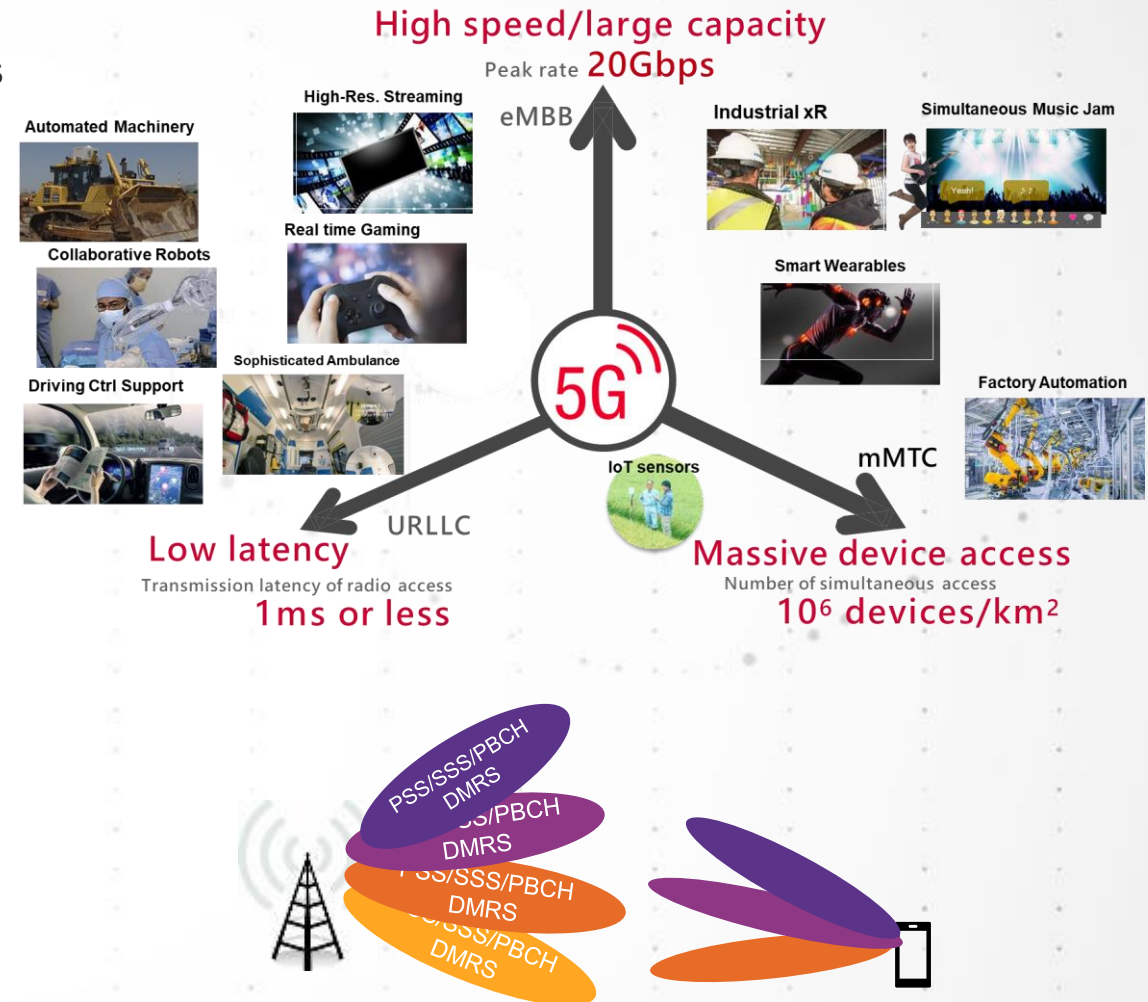 High speed/large capacity
Peak rate 20Gbps
eMBB
s
High-Res. Streaming
Automated Machinery
Real time Gaming
Collaborative Robots
Sophisticated Ambulance
Driving Ctrl Support
Industrial xR
Simultaneous Music Jam
Yeah!
♪ ♪
Smart Wearables
Factory Automation
5G
IoT sensors
mMTC
URLLC
Low latency
Transmission latency of radio access
1ms or less
Massive device access
Number of simultaneous access
10⁶ devices/km²
PSS/SSS/PBCH
DMRS
/PBCH
DMRS
/SSS/PBCH
DMRS
/SSS/PBCH
DMRS